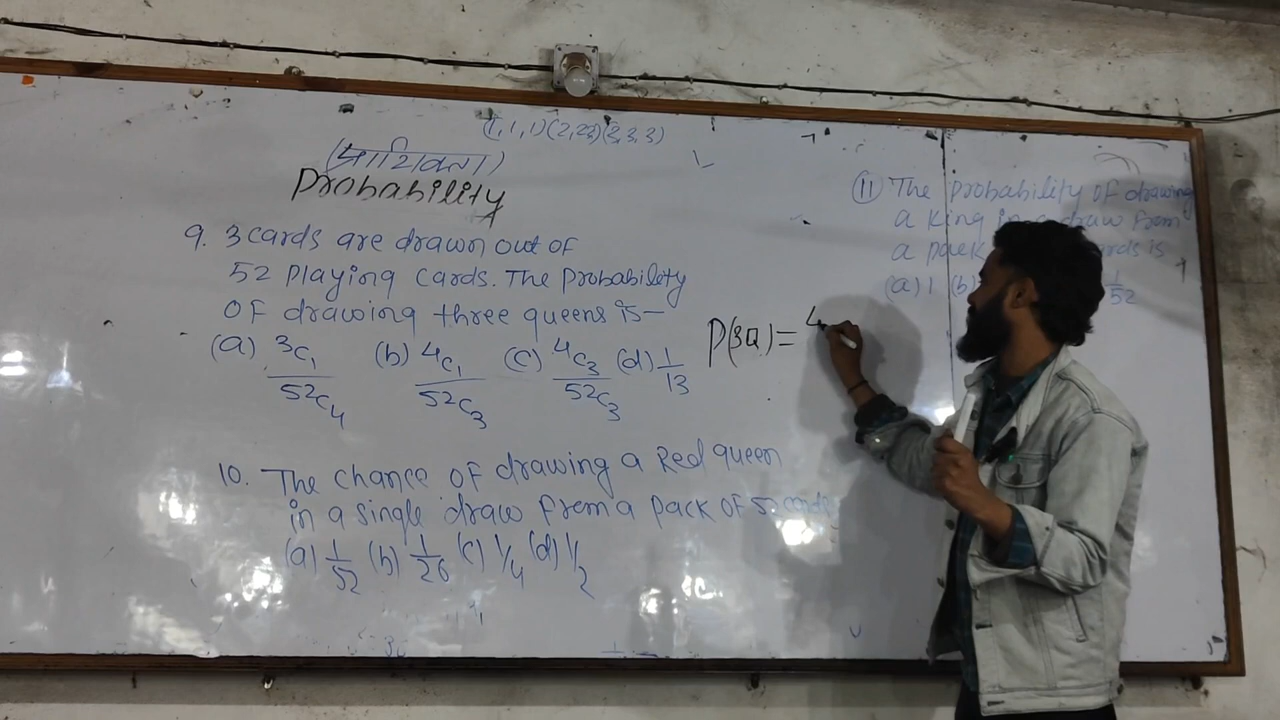 (1,1,1)(2,2,2)(3,3,3)
(प्रायिकता)
Probability
9. 3 cards are drawn out of
52 playing cards. The probability
of drawing three queens is-
(a) 3C1/52C4 (b) 4C1/52C3 (c) 4C3/52C3 (d) 1/13
P(3Q) = 4
10. The chance of drawing a Red queen
in a single draw from a pack of 52 cards
(a) 1/52 (b) 1/26 (c) 1/4 (d) 1/2
(11) The probability of drawing
a king in a draw from
a pack cards is
(a) 1 (b) 1/52